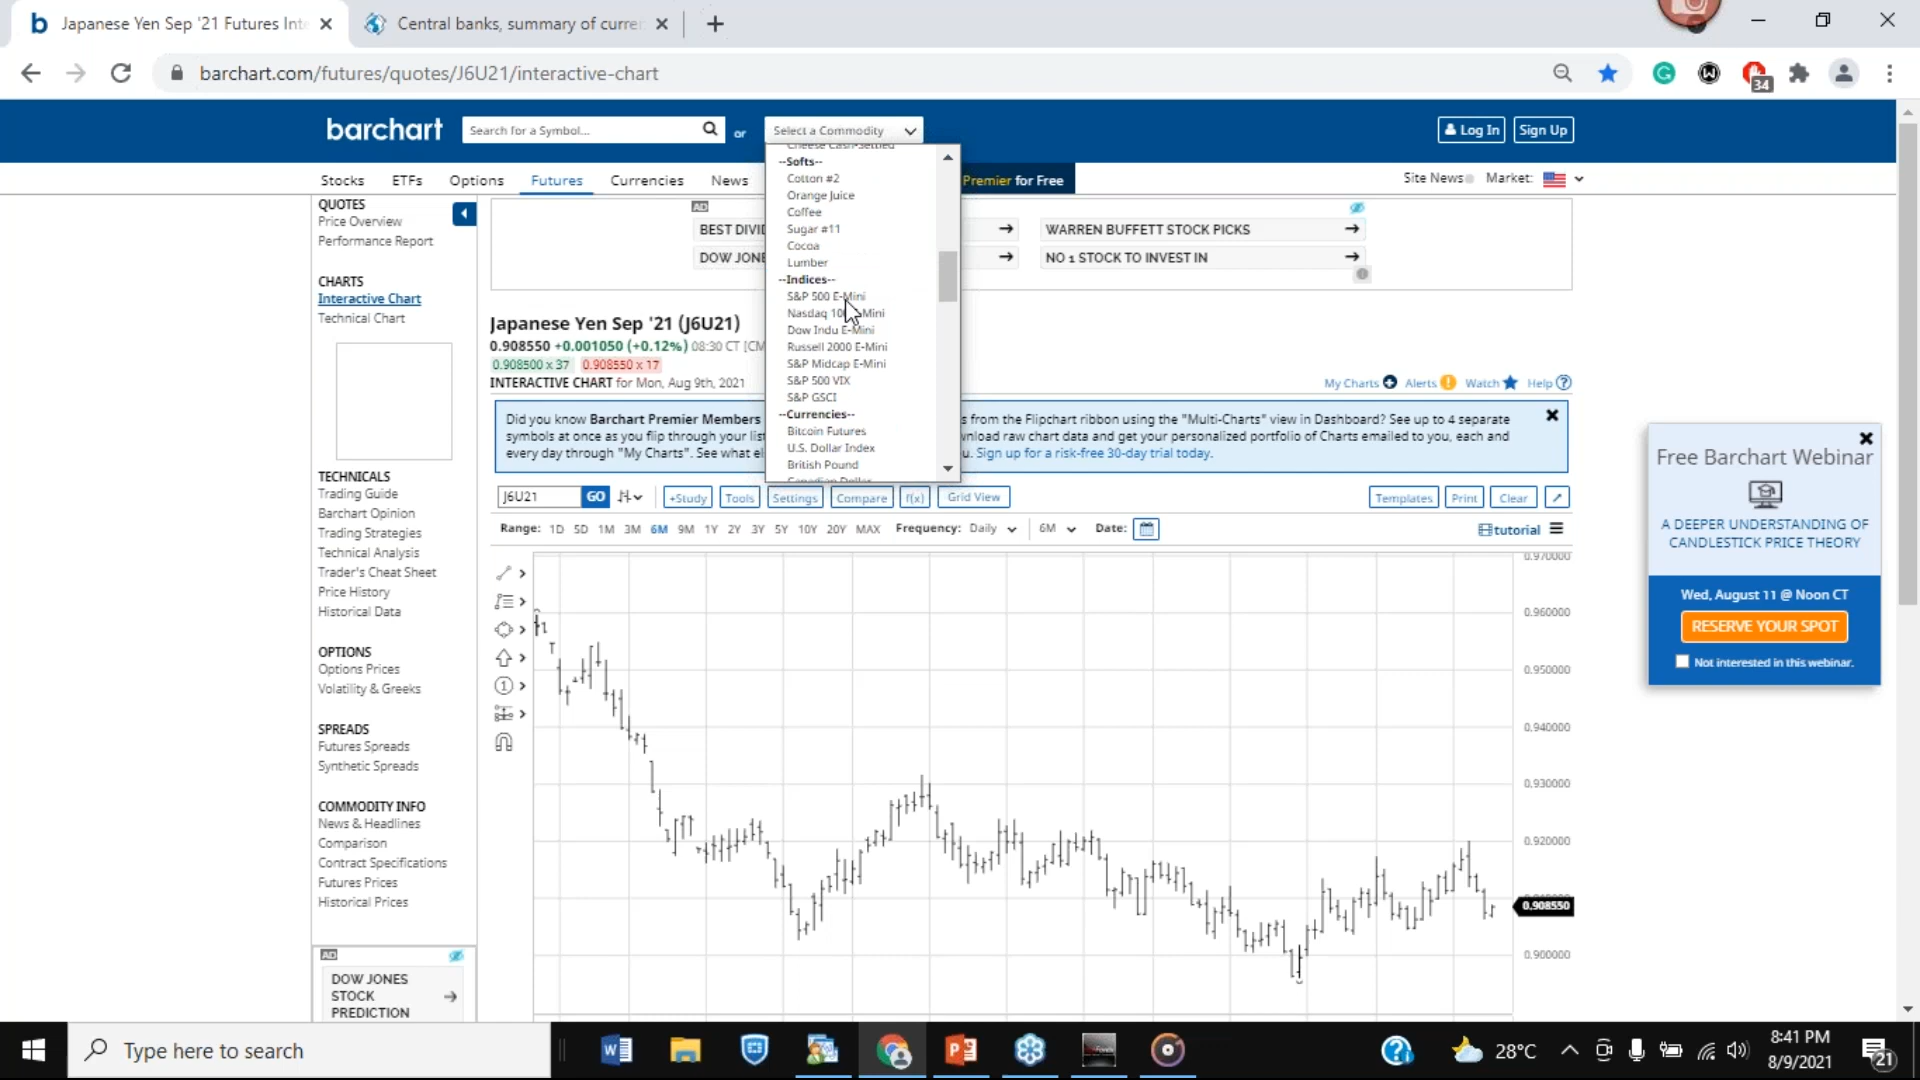 Japanese Yen Sep '21 Futures Inte
Central banks, summary of curre
barchart.com/futures/quotes/J6U21/interactive-chart
34
barchart
Search for a Symbol...
or
Select a Commodity
Log In
Sign Up
Stocks
ETFs
Options
Futures
Currencies
News
Premier for Free
Site News
Market:
Cheese Cash-Settled
--Softs--
Cotton #2
Orange Juice
Coffee
Sugar #11
Cocoa
Lumber
--Indices--
S&P 500 E-Mini
Nasdaq 100 E-Mini
Dow Indu E-Mini
Russell 2000 E-Mini
S&P Midcap E-Mini
S&P 500 VIX
S&P GSCI
--Currencies--
Bitcoin Futures
U.S. Dollar Index
British Pound
Canadian Dollar
QUOTES
Price Overview
Performance Report
CHARTS
Interactive Chart
Technical Chart
TECHNICALS
Trading Guide
Barchart Opinion
Trading Strategies
Technical Analysis
Trader's Cheat Sheet
Price History
Historical Data
OPTIONS
Options Prices
Volatility & Greeks
SPREADS
Futures Spreads
Synthetic Spreads
COMMODITY INFO
News & Headlines
Comparison
Contract Specifications
Futures Prices
Historical Prices
AD
DOW JONES
STOCK
PREDICTION
AD
BEST DIVI
WARREN BUFFETT STOCK PICKS
DOW JONE
NO 1 STOCK TO INVEST IN
Japanese Yen Sep '21 (J6U21)
0.908550 +0.001050 (+0.12%) 08:30 CT [CM
0.908500 x 37 0.908550 x 17
INTERACTIVE CHART for Mon, Aug 9th, 2021
My Charts
Alerts
Watch
Help
Did you know Barchart Premier Members
s from the Flipchart ribbon using the "Multi-Charts" view in Dashboard? See up to 4 separate
symbols at once as you flip through your list
wnload raw chart data and get your personalized portfolio of Charts emailed to you, each and
every day through "My Charts". See what el
u. Sign up for a risk-free 30-day trial today.
J6U21
GO
+Study
Tools
Settings
Compare
f(x)
Grid View
Templates
Print
Clear
Range: 1D 5D 1M 3M 6M 9M 1Y 2Y 3Y 5Y 10Y 20Y MAX
Frequency: Daily
6M
Date:
tutorial
0.970000
0.960000
0.950000
0.940000
0.930000
0.920000
0.908550
0.900000
Free Barchart Webinar
A DEEPER UNDERSTANDING OF
CANDLESTICK PRICE THEORY
Wed, August 11 @ Noon CT
RESERVE YOUR SPOT
Not interested in this webinar.
Type here to search
28°C
8:41 PM
8/9/2021
21